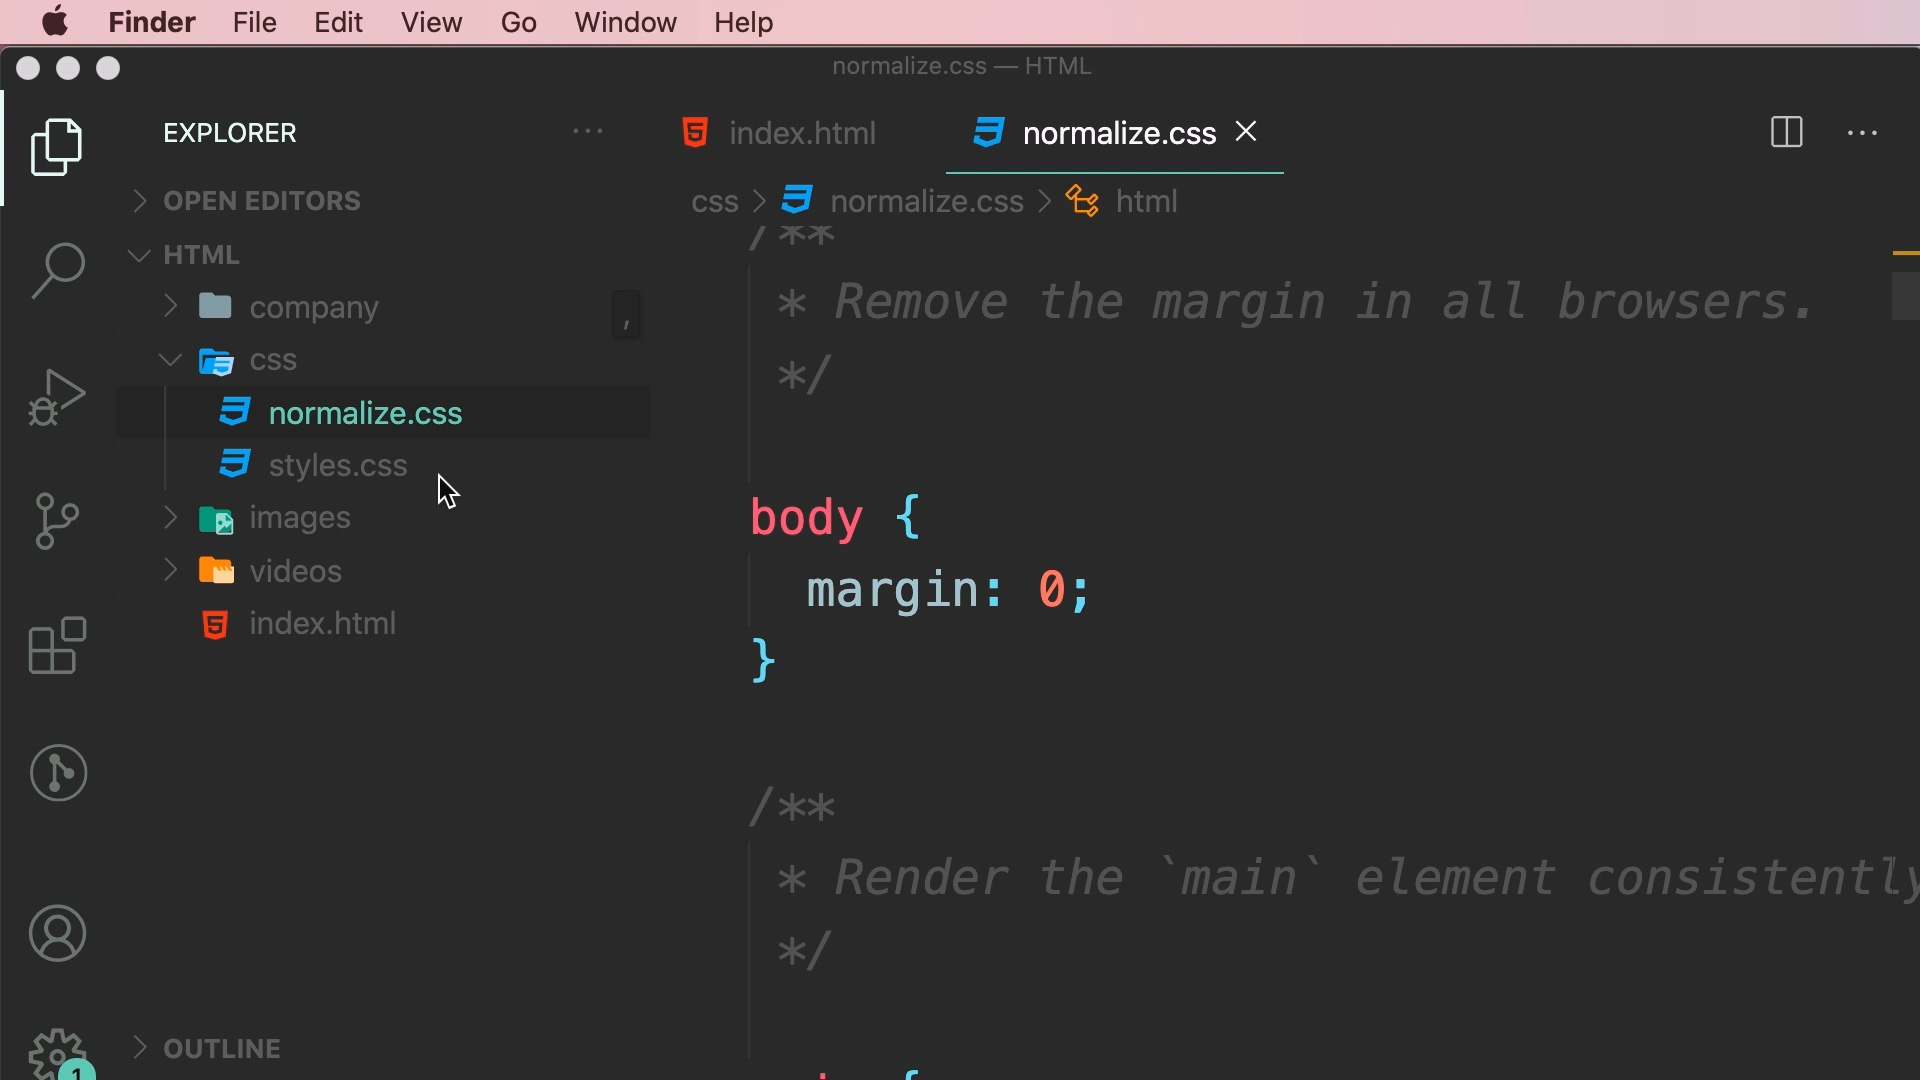 Finder File Edit View Go Window Help
normalize.css — HTML
EXPLORER ···
index.html
normalize.css
OPEN EDITORS
css > normalize.css > html
HTML
company
,
css
normalize.css
styles.css
images
videos
index.html
OUTLINE
1
/**
* Remove the margin in all browsers.
*/
body {
margin: 0;
}
/**
* Render the `main` element consistently
*/